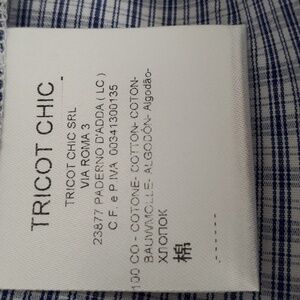 TRICOT CHIC
TRICOT CHIC SRL
VIA ROMA 3
23877 PADERNO D'ADDA ( LC )
C.F. e P.IVA 00341300135
100 CO - COTONE- COTTON- COTON-
BAUMWOLLE- ALGODÓN- Algodão-
ХЛОПОК
棉